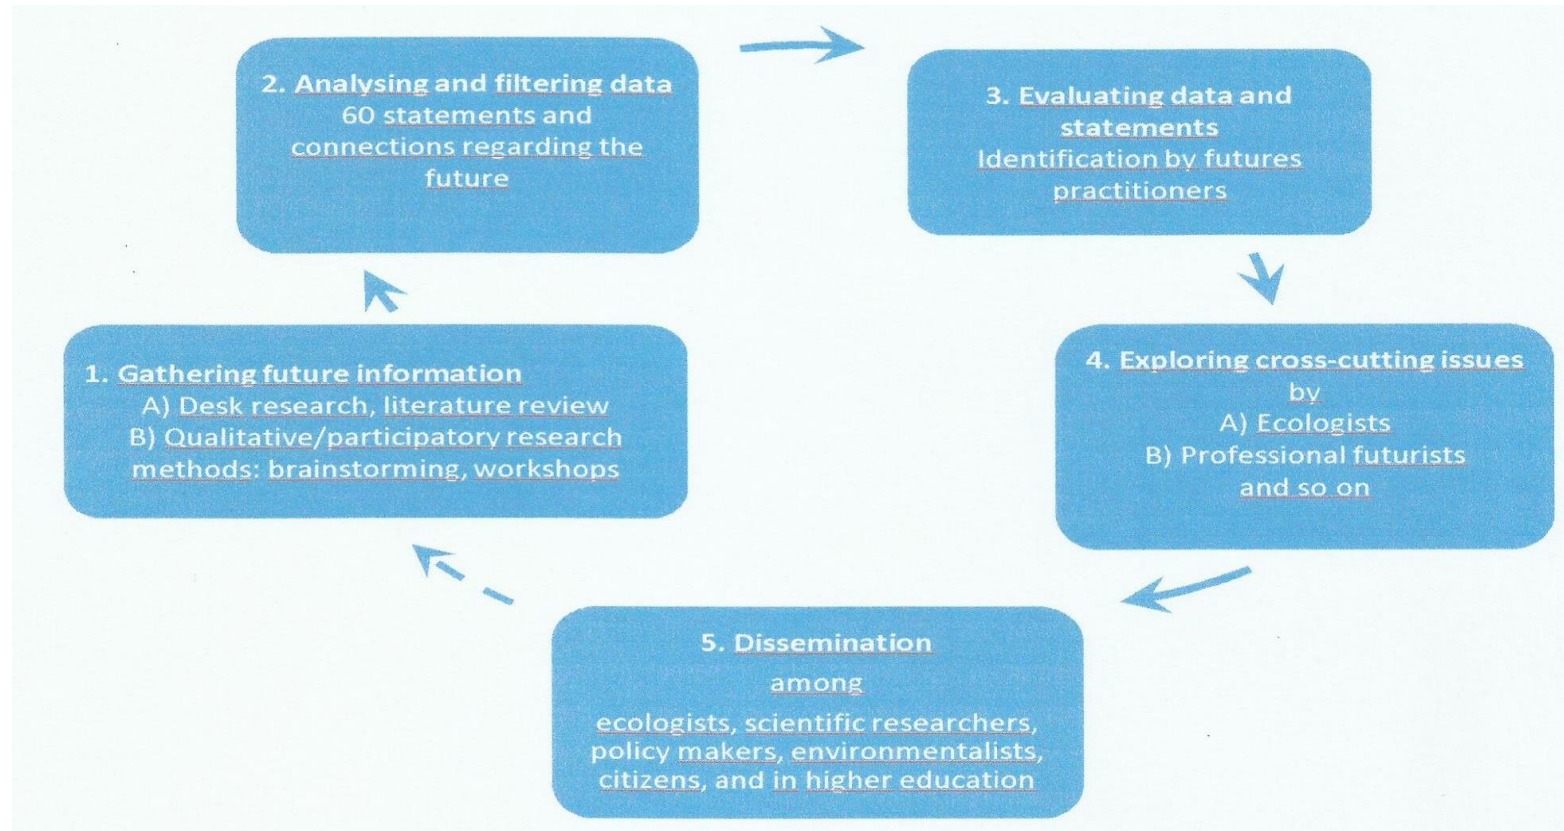 1. Gathering future information
A) Desk research, literature review
B) Qualitative/participatory research
methods: brainstorming, workshops
2. Analysing and filtering data
60 statements and
connections regarding the
future
3. Evaluating data and
statements
Identification by futures
practitioners
4. Exploring cross-cutting issues
by
A) Ecologists
B) Professional futurists
and so on
5. Dissemination
among
ecologists, scientific researchers,
policy makers, environmentalists,
citizens, and in higher education